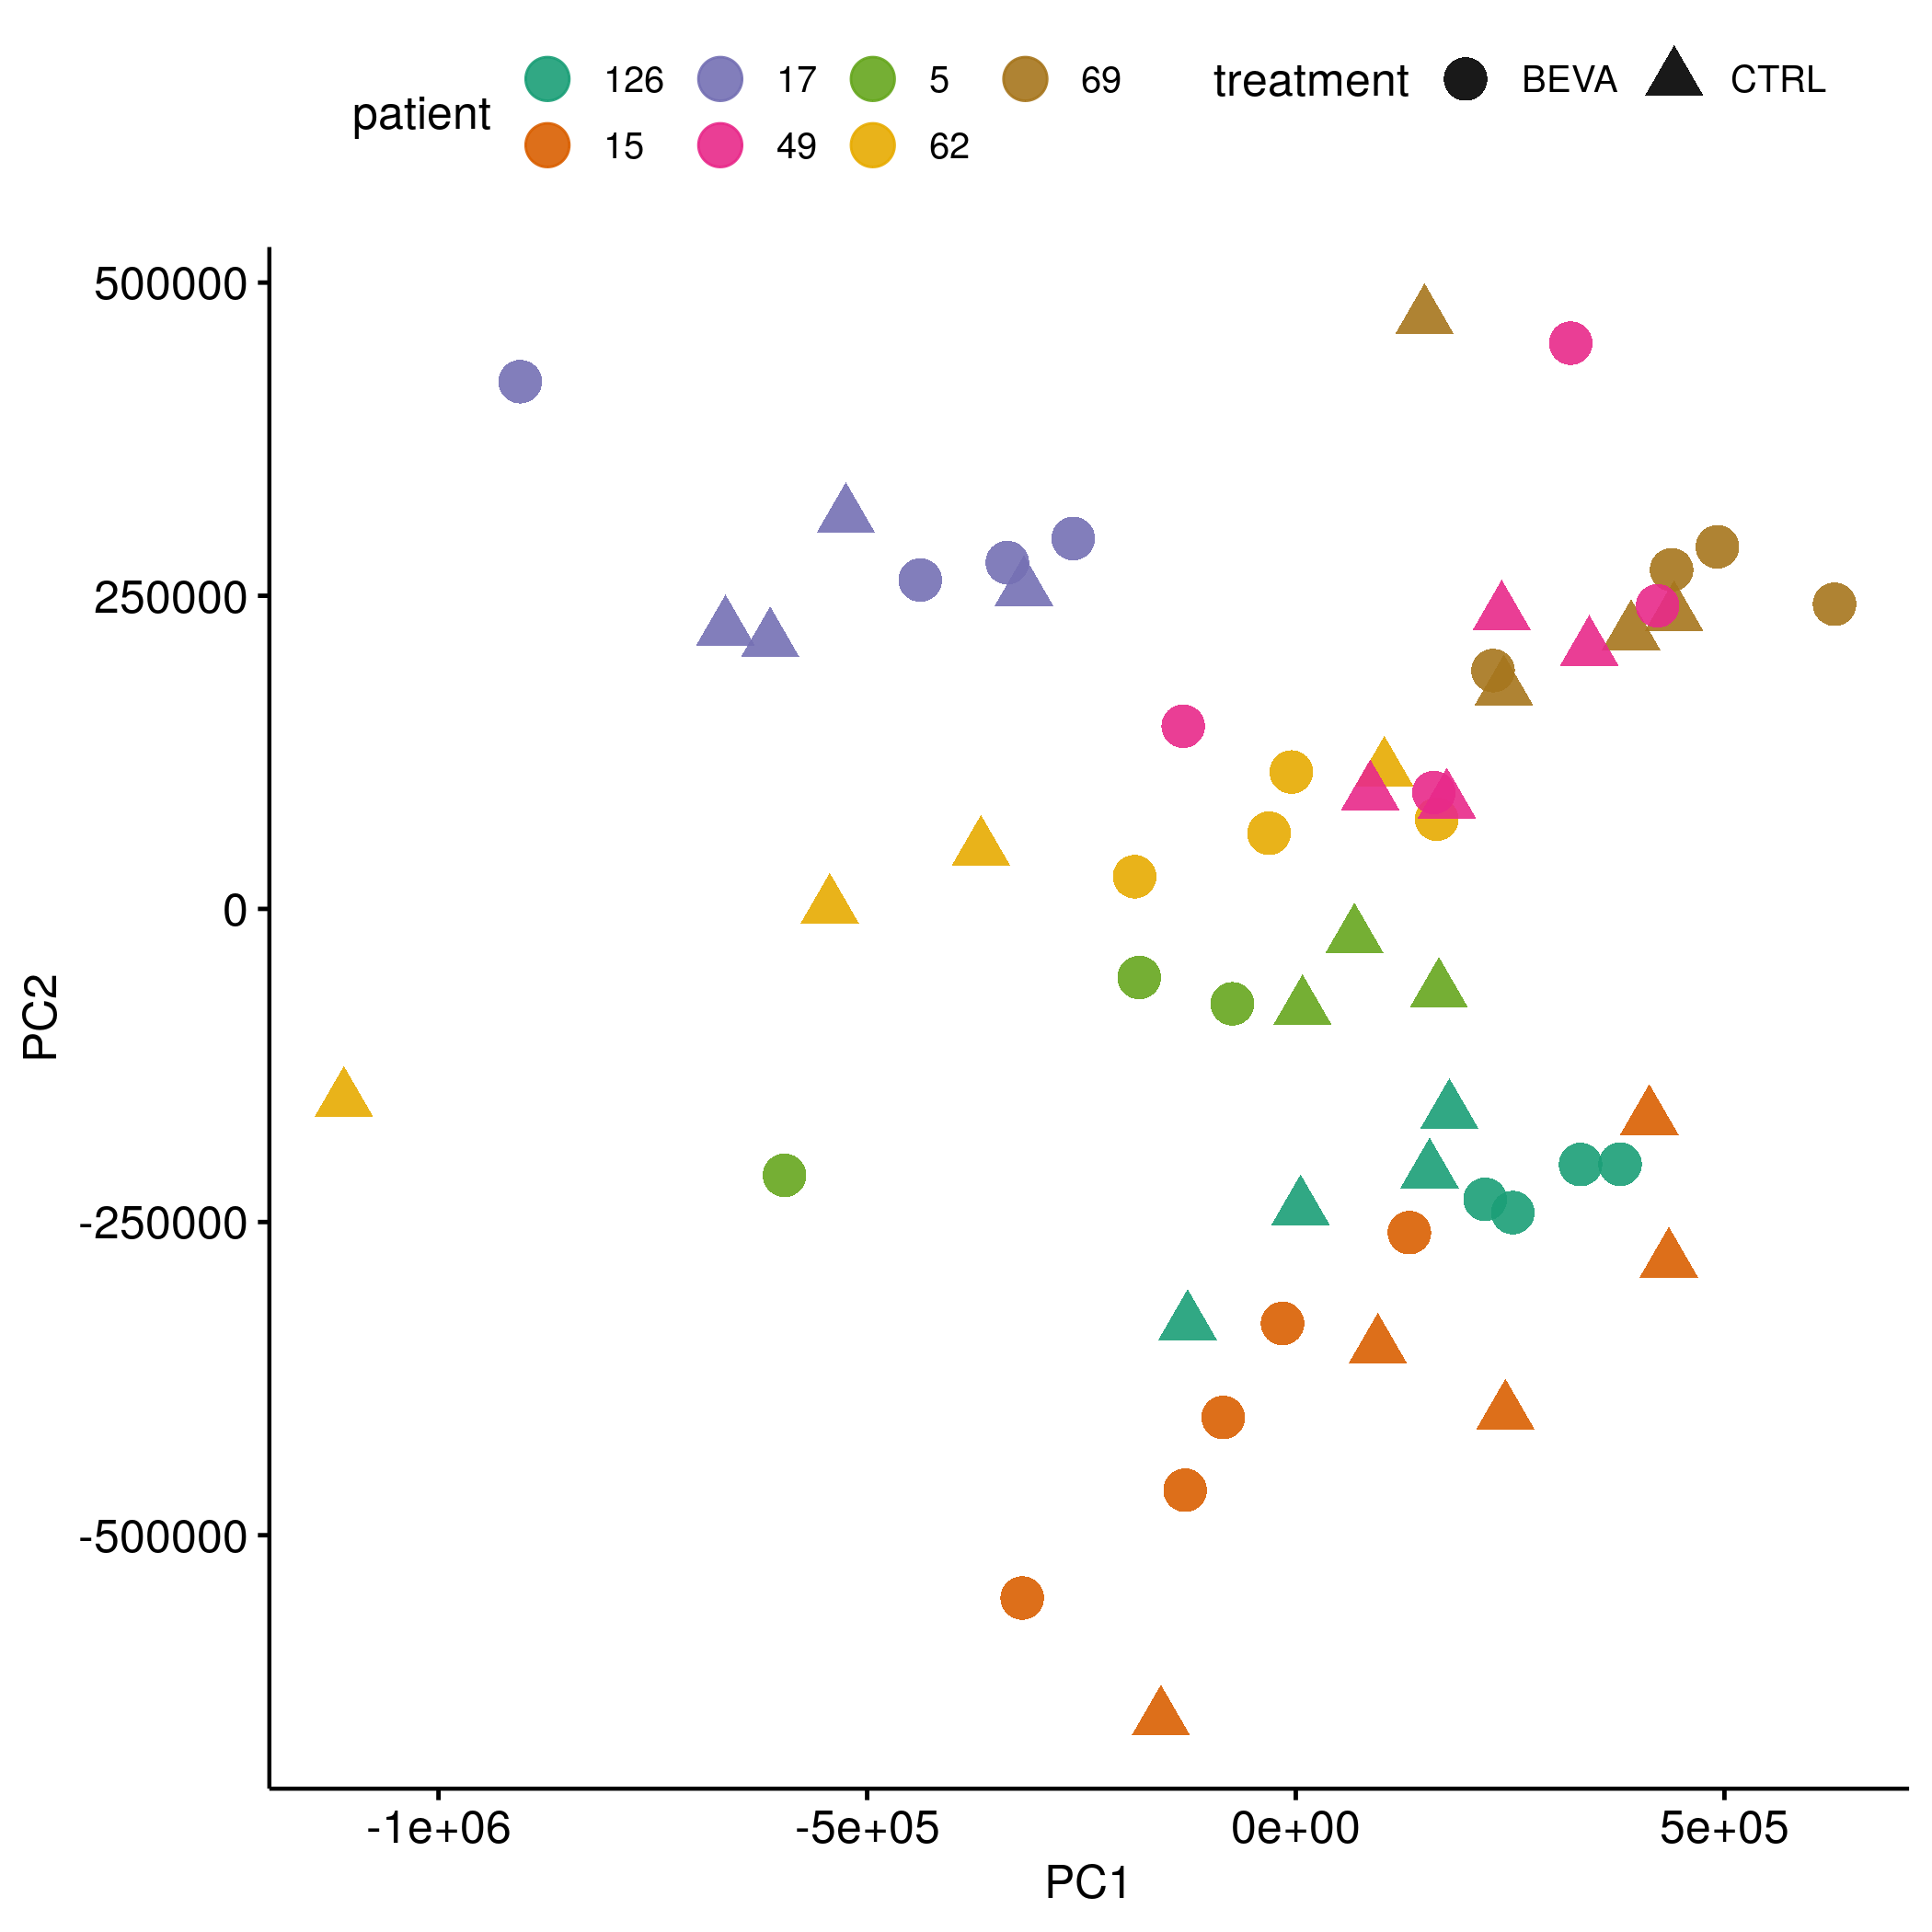 patient 126 17 5 69
15 49 62
treatment BEVA CTRL
500000
250000
0
-250000
-500000
PC2
-1e+06 -5e+05 0e+00 5e+05
PC1